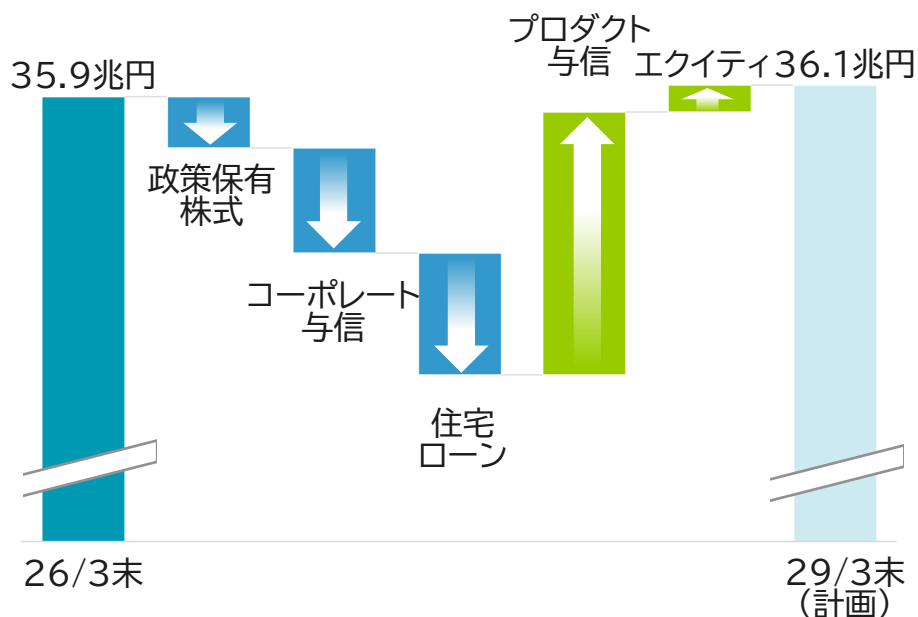 35.9兆円
政策保有
株式
コーポレート
与信
住宅
ローン
プロダクト
与信
エクイティ
36.1兆円
26/3末
29/3末
(計画)